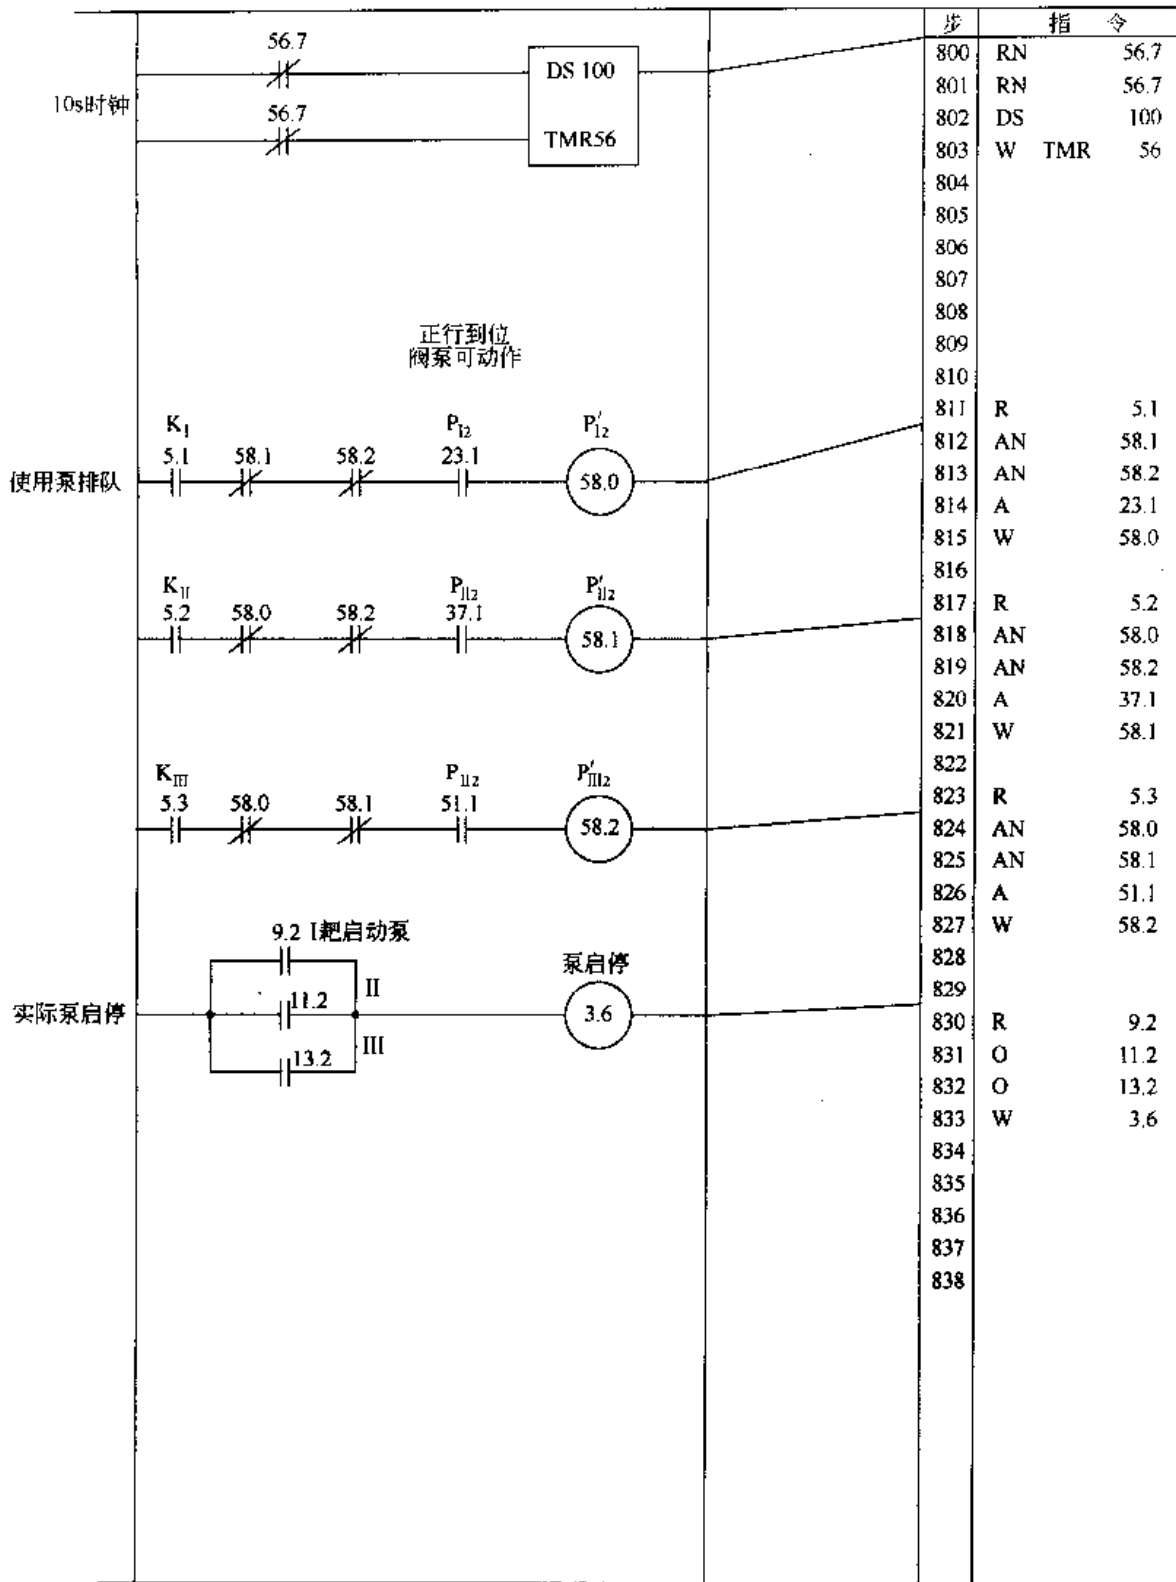 步 指 令
56.7
DS 100
10s时钟
56.7
TMR56
800 RN 56.7
801 RN 56.7
802 DS 100
803 W TMR 56
804
805
806
807
808
809
810
正行到位
阀泵可动作
K_I P_I2 P'_I2
5.1 58.1 58.2 23.1
使用泵排队 58.0
811 R 5.1
812 AN 58.1
813 AN 58.2
814 A 23.1
815 W 58.0
816
K_II P_II2 P'_II2
5.2 58.0 58.2 37.1
58.1
817 R 5.2
818 AN 58.0
819 AN 58.2
820 A 37.1
821 W 58.1
822
K_III P_II2 P'_III2
5.3 58.0 58.1 51.1
58.2
823 R 5.3
824 AN 58.0
825 AN 58.1
826 A 51.1
827 W 58.2
828
829
9.2 I耙启动泵
泵启停
II
11.2
实际泵启停 3.6
III
13.2
830 R 9.2
831 O 11.2
832 O 13.2
833 W 3.6
834
835
836
837
838